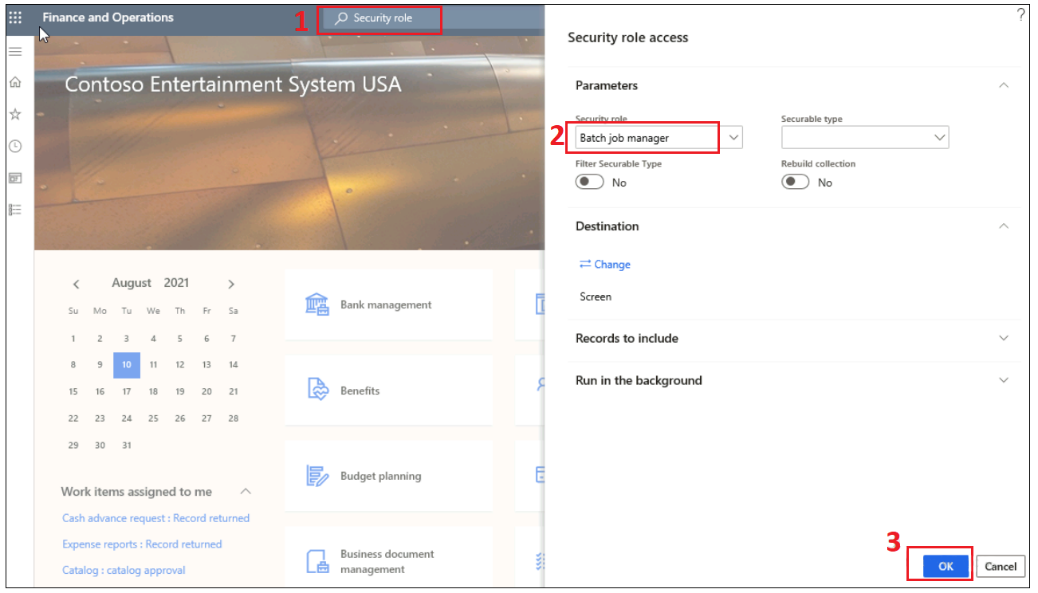 Finance and Operations
1
Security role
?
Security role access
Contoso Entertainment System USA
Parameters
Security role
Securable type
2
Batch job manager
Filter Securable Type
Rebuild collection
No
No
Destination
Change
Screen
Records to include
Run in the background
August 2021
Su Mo Tu We Th Fr Sa
1 2 3 4 5 6 7
8 9 10 11 12 13 14
15 16 17 18 19 20 21
22 23 24 25 26 27 28
29 30 31
Bank management
Benefits
Budget planning
Business document
management
Work items assigned to me
Cash advance request : Record returned
Expense reports : Record returned
Catalog : catalog approval
3
OK
Cancel